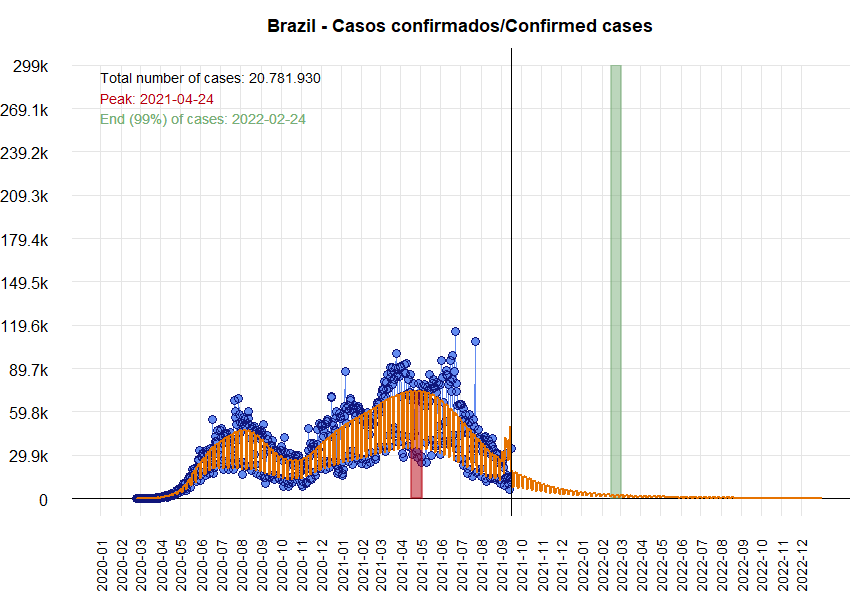 Brazil - Casos confirmados/Confirmed cases
299k
Total number of cases: 20.781.930
Peak: 2021-04-24
269.1k
End (99%) of cases: 2022-02-24
239.2k
209.3k
179.4k
149.5k
119.6k
89.7k
59.8k
29.9k
0
2020-01
2020-02
2020-03
2020-04
2020-05
2020-06
2020-07
2020-08
2020-09
2020-10
2020-11
2020-12
2021-01
2021-02
2021-03
2021-04
2021-05
2021-06
2021-07
2021-08
2021-09
2021-10
2021-11
2021-12
2022-01
2022-02
2022-03
2022-04
2022-05
2022-06
2022-07
2022-08
2022-09
2022-10
2022-11
2022-12